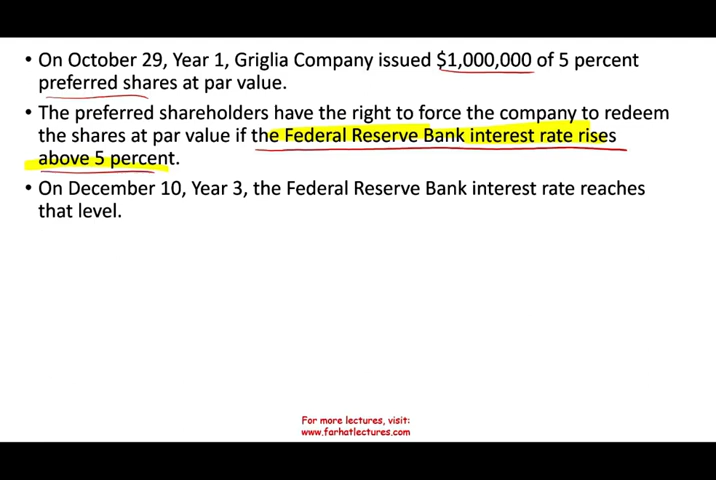 • On October 29, Year 1, Griglia Company issued $1,000,000 of 5 percent
preferred shares at par value.
• The preferred shareholders have the right to force the company to redeem
the shares at par value if the Federal Reserve Bank interest rate rises
above 5 percent.
• On December 10, Year 3, the Federal Reserve Bank interest rate reaches
that level.
For more lectures, visit:
www.farhatlectures.com